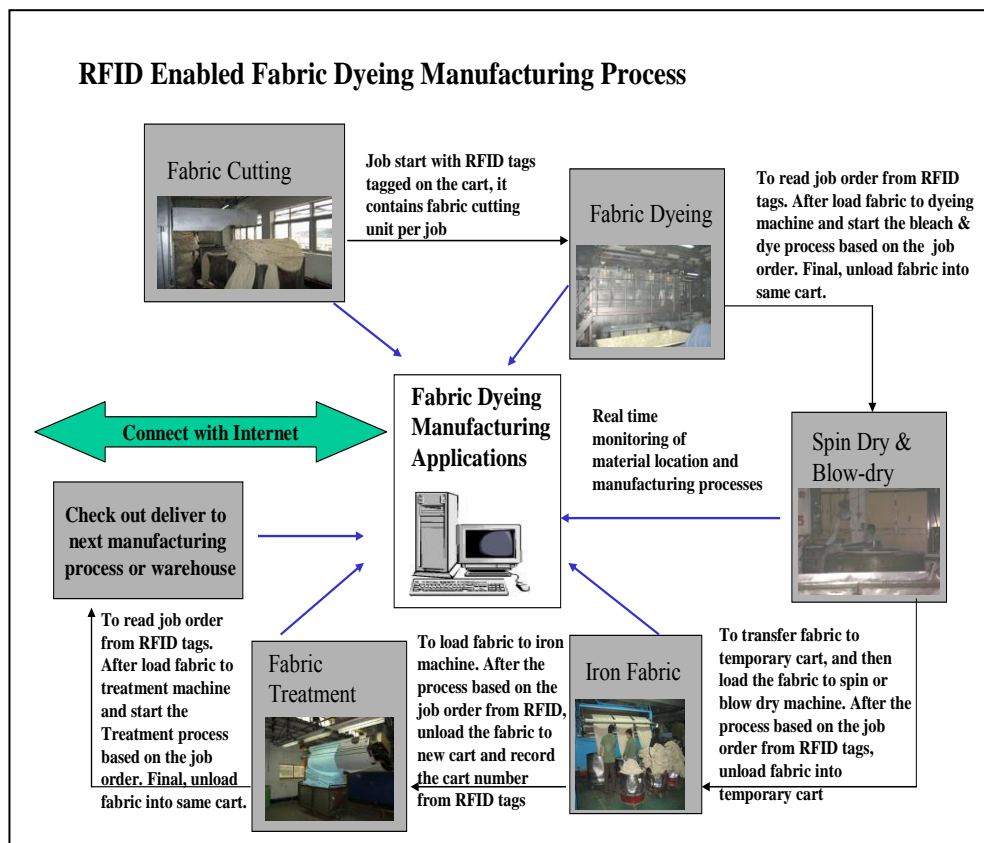 RFID Enabled Fabric Dyeing Manufacturing Process
Fabric Cutting
Job start with RFID tags
tagged on the cart, it
contains fabric cutting
unit per job
Fabric Dyeing
To read job order from RFID
tags. After load fabric to dyeing
machine and start the bleach &
dye process based on the job
order. Final, unload fabric into
same cart.
Connect with Internet
Fabric Dyeing
Manufacturing
Applications
Real time
monitoring of
material location and
manufacturing processes
Spin Dry &
Blow-dry
Check out deliver to
next manufacturing
process or warehouse
To read job order
from RFID tags.
After load fabric to
treatment machine
and start the
Treatment process
based on the job
order. Final, unload
fabric into same cart.
Fabric
Treatment
To load fabric to iron
machine. After the
process based on the
job order from RFID,
unload the fabric to
new cart and record
the cart number
from RFID tags
Iron Fabric
To transfer fabric to
temporary cart, and then
load the fabric to spin or
blow dry machine. After the
process based on the job
order from RFID tags,
unload fabric into
temporary cart